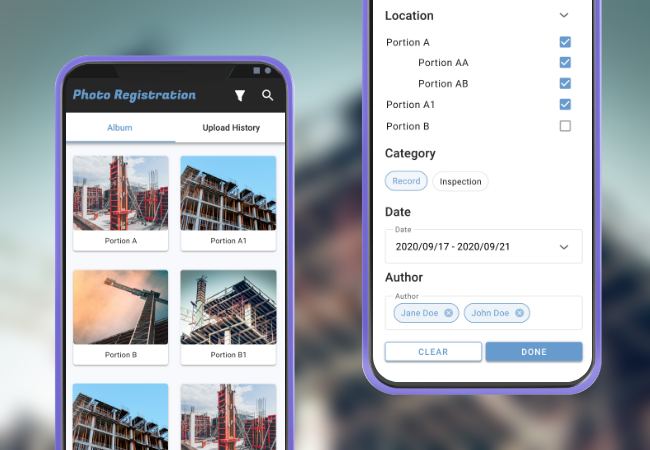 Photo Registration
Album
Upload History
Portion A
Portion A1
Portion B
Portion B1
Location
Portion A
Portion AA
Portion AB
Portion A1
Portion B
Category
Record
Inspection
Date
Date
2020/09/17 - 2020/09/21
Author
Author
Jane Doe
John Doe
CLEAR
DONE